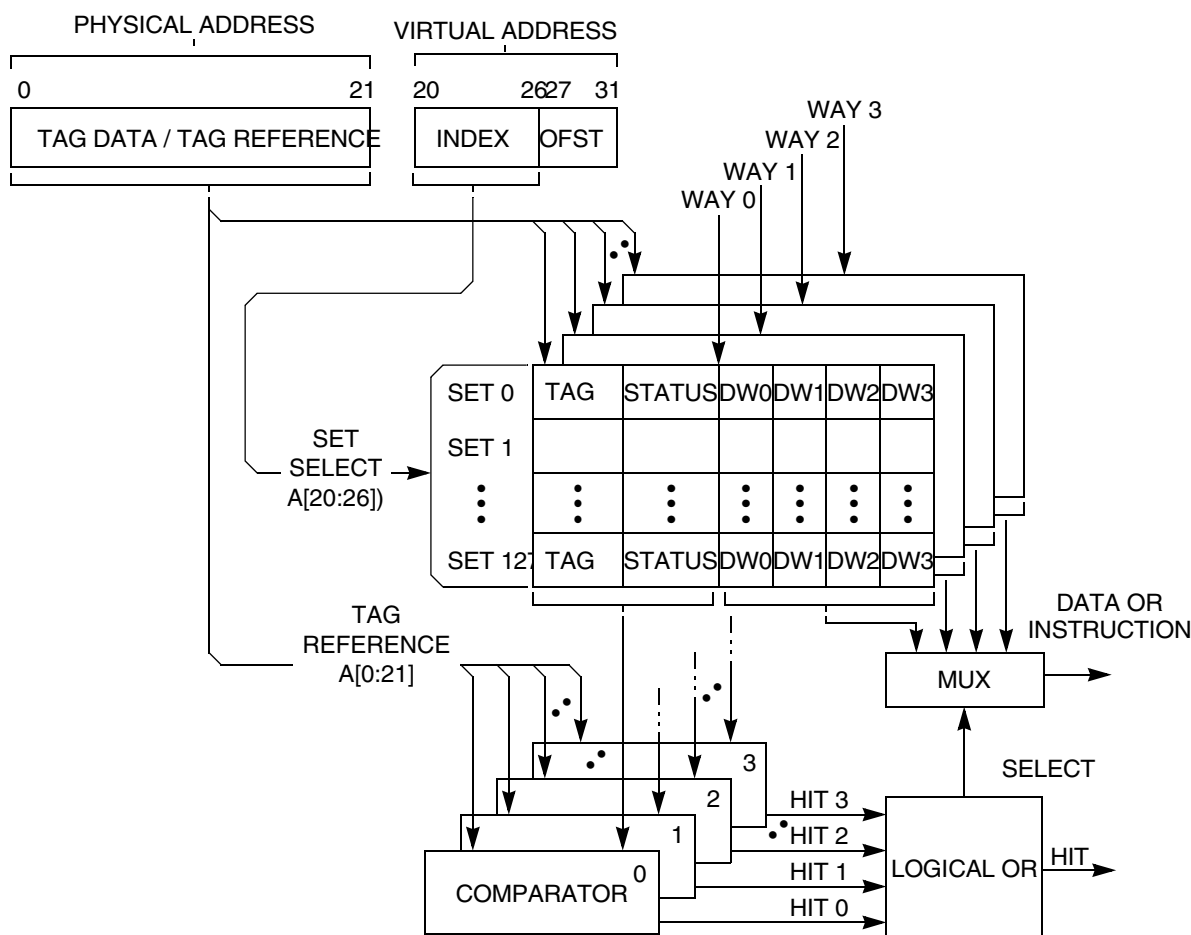 PHYSICAL ADDRESS
VIRTUAL ADDRESS
0
21
20
26
27
31
TAG DATA / TAG REFERENCE
INDEX
OFST
WAY 3
WAY 2
WAY 1
WAY 0
SET 0
TAG
STATUS
DW0
DW1
DW2
DW3
SET 1
SET
SELECT
A[20:26])
SET 127
TAG
STATUS
DW0
DW1
DW2
DW3
TAG
REFERENCE
A[0:21]
DATA OR
INSTRUCTION
MUX
SELECT
3
2
1
0
COMPARATOR
HIT 3
HIT 2
HIT 1
HIT 0
LOGICAL OR
HIT